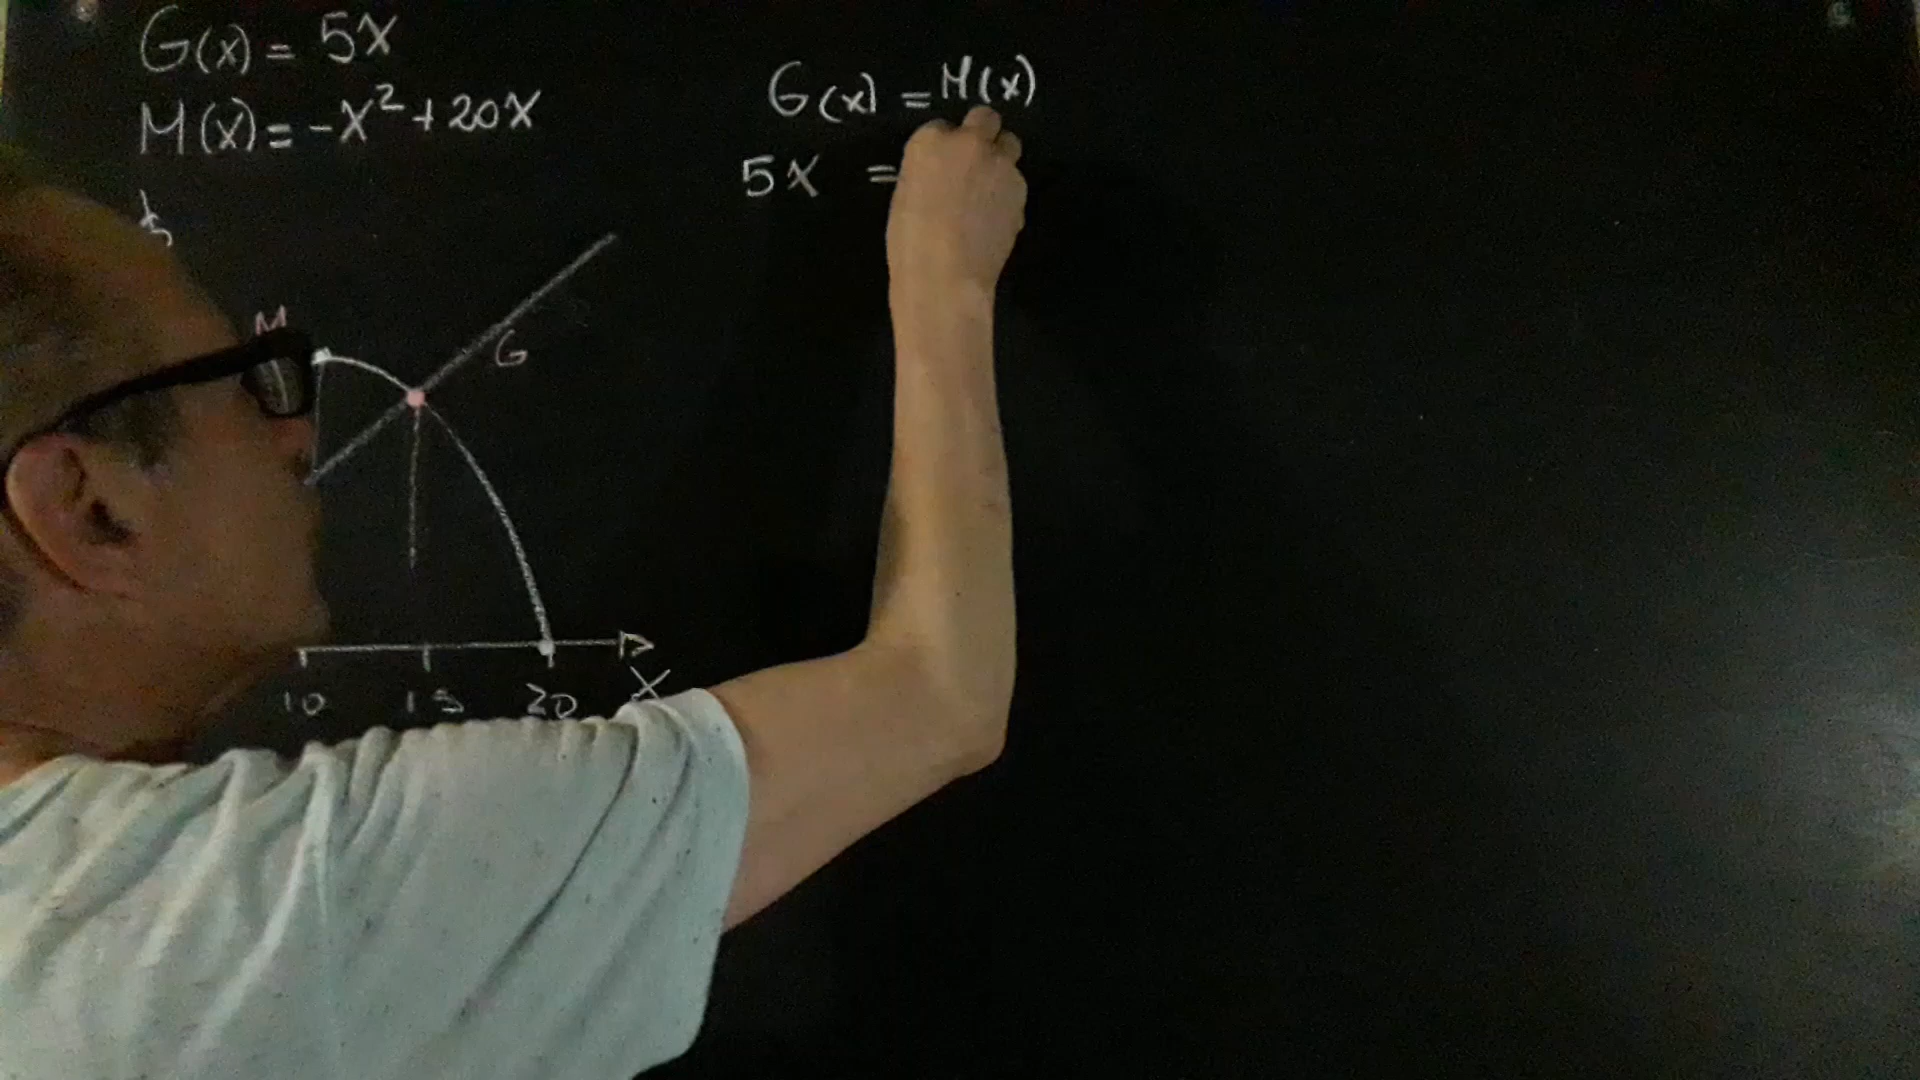 G(x) = 5x
M(x) = -x² + 20x
G(x) = M(x)
5x =
M
G
10 15 20 X